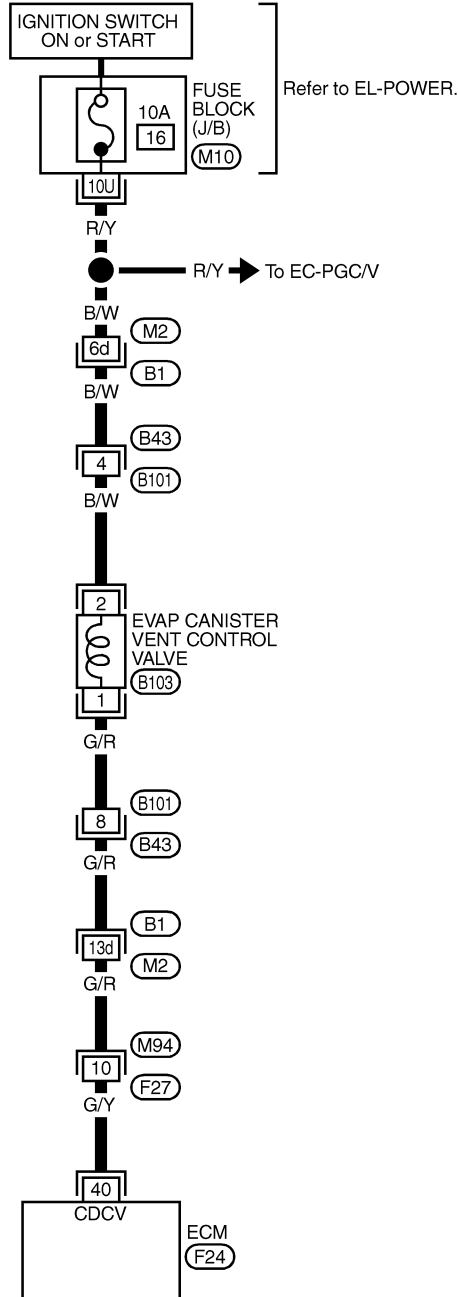 IGNITION SWITCH
ON or START
FUSE
BLOCK
(J/B)
M10
10A
16
Refer to EL-POWER.
10U
R/Y
R/Y
To EC-PGC/V
B/W
6d
M2
B1
B/W
B43
4
B101
B/W
2
EVAP CANISTER
VENT CONTROL
VALVE
B103
1
G/R
B101
8
B43
G/R
B1
13d
M2
G/R
M94
10
F27
G/Y
40
CDCV
ECM
F24